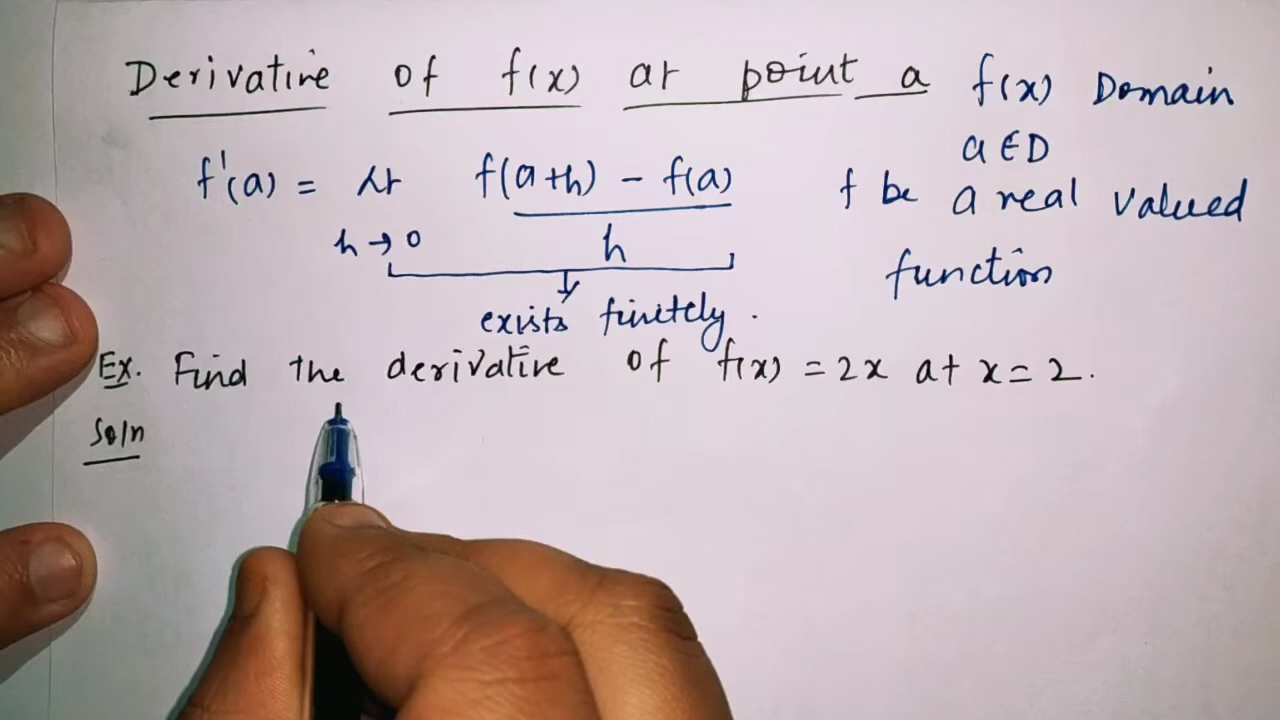 Derivative of f(x) at point a
f(x) Domain
a ∈ D
f be a real valued
function
f'(a) = Lt f(a+h) - f(a)
h → 0 h
exists finitely.
Ex. Find the derivative of f(x) = 2x at x = 2.
Soln